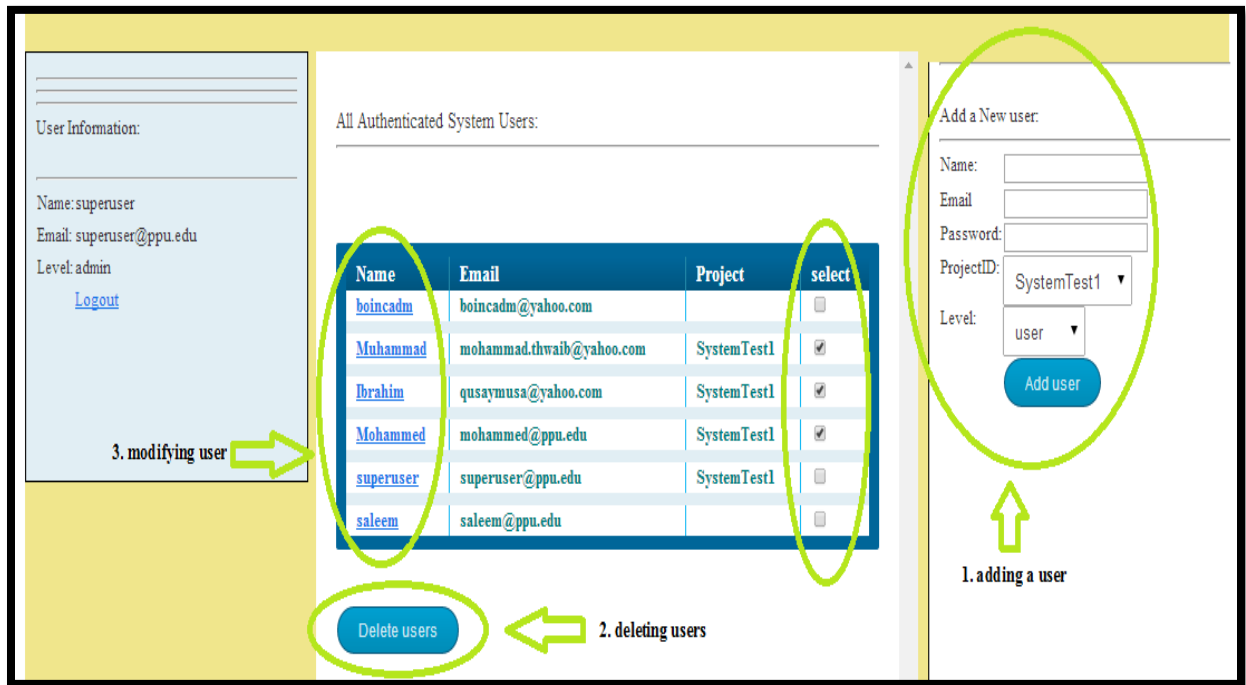 User Information:
Name: superuser
Email: superuser@ppu.edu
Level: admin
Logout
3. modifying user
All Authenticated System Users:
Name Email Project select
boincadm boincadm@yahoo.com
Muhammad mohammad.thwaib@yahoo.com SystemTest1
Ibrahim qusaymusa@yahoo.com SystemTest1
Mohammed mohammed@ppu.edu SystemTest1
superuser superuser@ppu.edu SystemTest1
saleem saleem@ppu.edu
Delete users
2. deleting users
Add a New user:
Name:
Email
Password:
ProjectID: SystemTest1
Level: user
Add user
1. adding a user